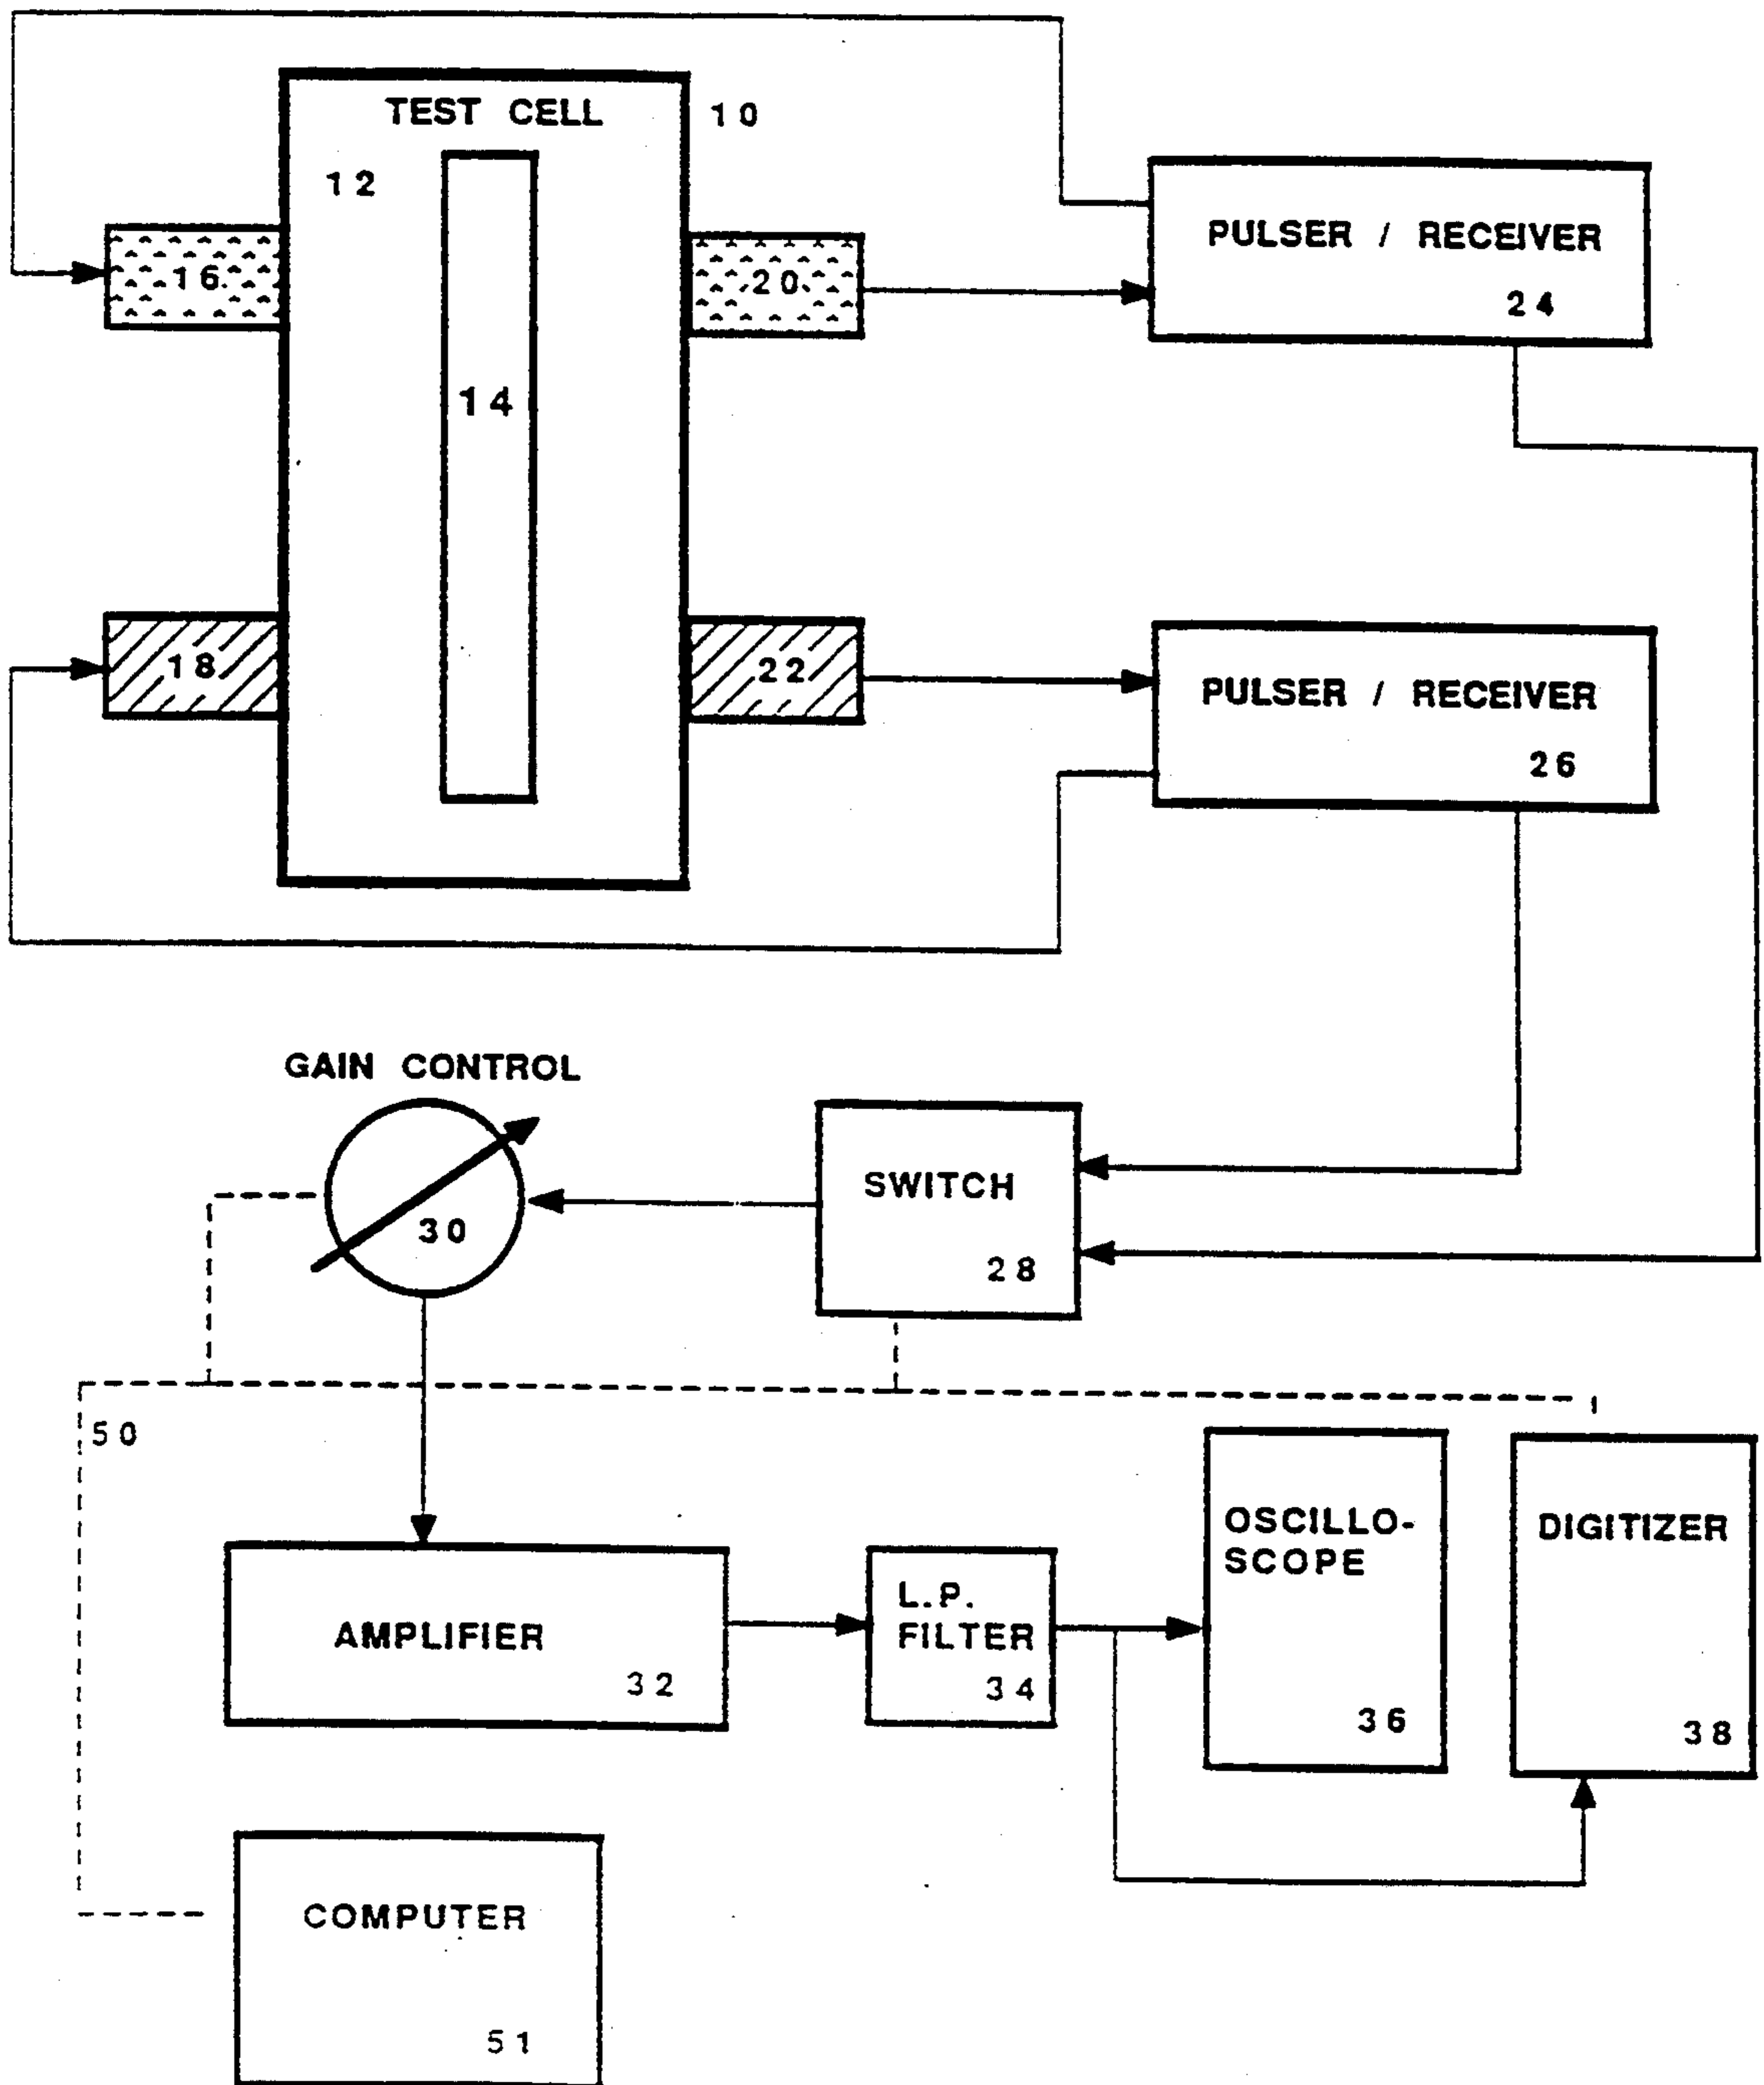 TEST CELL
10
12
14
16
20
PULSER / RECEIVER
24
18
22
PULSER / RECEIVER
26
GAIN CONTROL
30
SWITCH
28
50
AMPLIFIER
32
L.P.
FILTER
34
OSCILLO-
SCOPE
36
DIGITIZER
38
COMPUTER
51